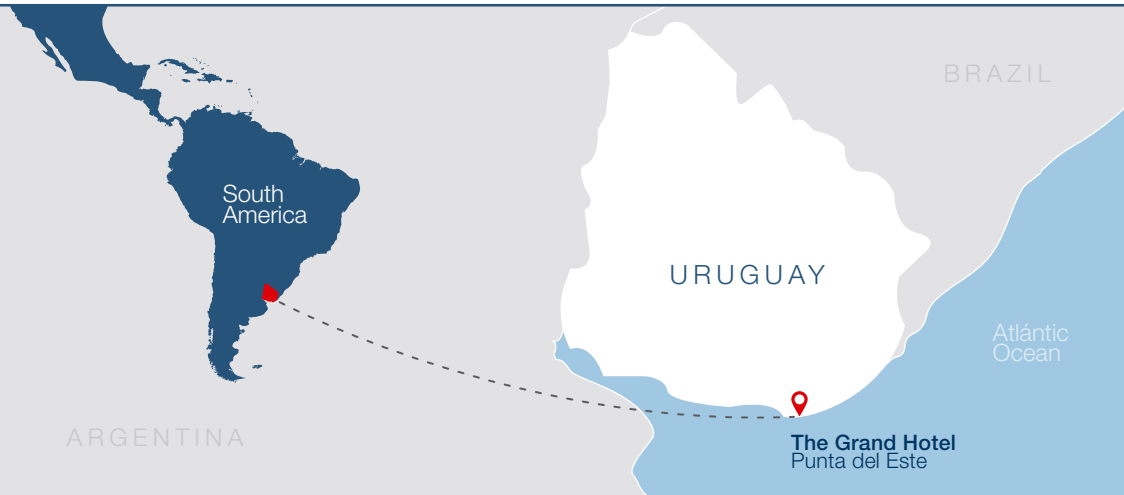 BRAZIL
South
America
URUGUAY
Atlántic
Ocean
ARGENTINA
The Grand Hotel
Punta del Este